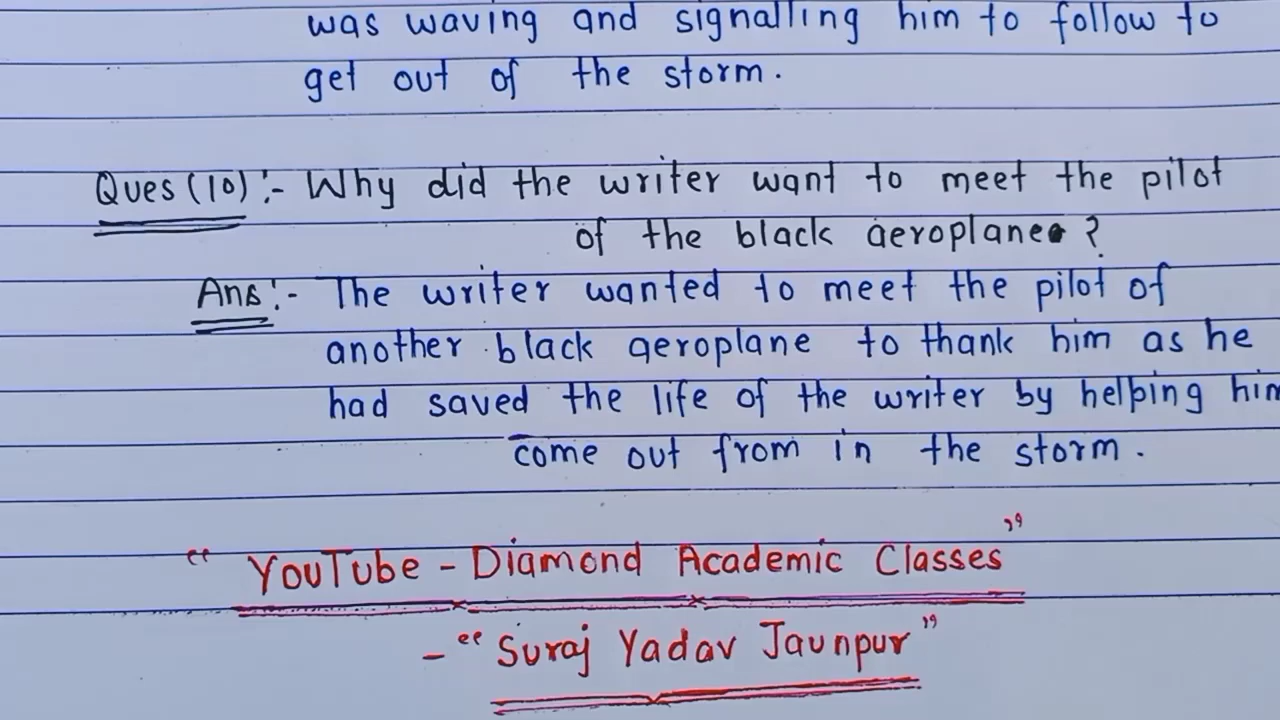 was waving and signalling him to follow to
get out of the storm.
Ques (10):- Why did the writer want to meet the pilot
of the black aeroplane ?
Ans:- The writer wanted to meet the pilot of
another black aeroplane to thank him as he
had saved the life of the writer by helping him
come out from in the storm.
“ YouTube - Diamond Academic Classes ”
- “ Suraj Yadav Jaunpur ”